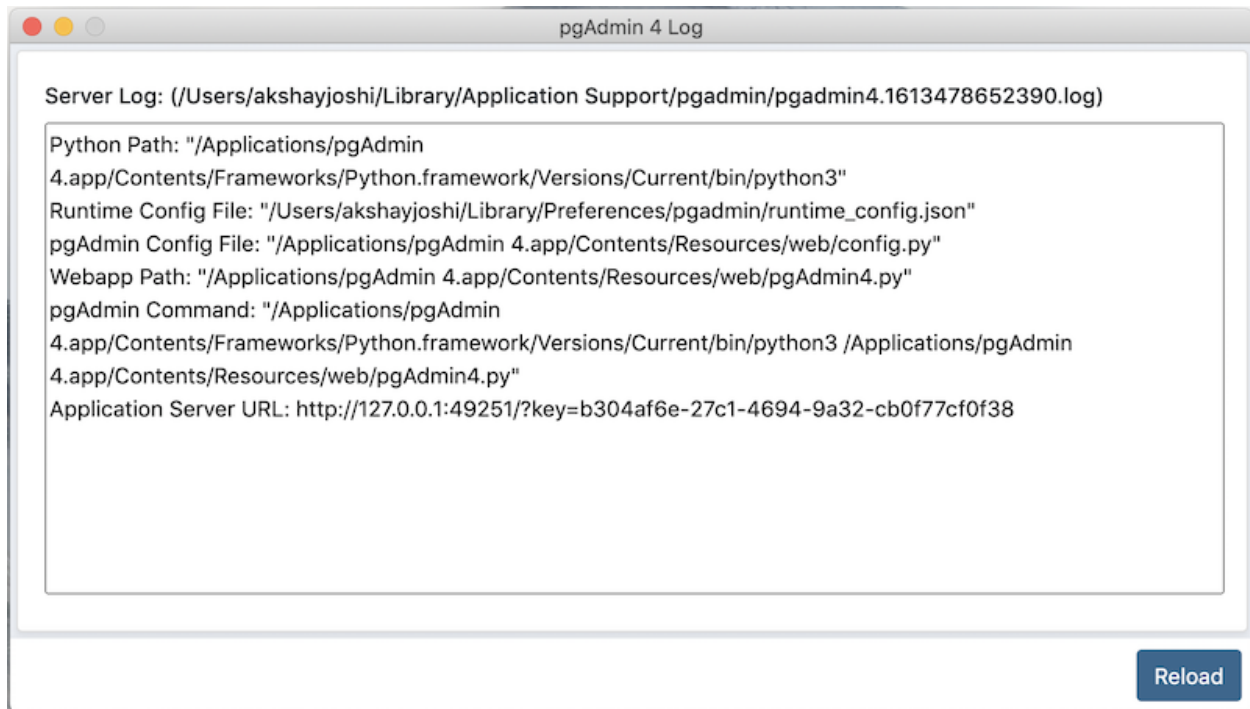 pgAdmin 4 Log
Server Log: (/Users/akshayjoshi/Library/Application Support/pgadmin/pgadmin4.1613478652390.log)
Python Path: "/Applications/pgAdmin
4.app/Contents/Frameworks/Python.framework/Versions/Current/bin/python3"
Runtime Config File: "/Users/akshayjoshi/Library/Preferences/pgadmin/runtime_config.json"
pgAdmin Config File: "/Applications/pgAdmin 4.app/Contents/Resources/web/config.py"
Webapp Path: "/Applications/pgAdmin 4.app/Contents/Resources/web/pgAdmin4.py"
pgAdmin Command: "/Applications/pgAdmin
4.app/Contents/Frameworks/Python.framework/Versions/Current/bin/python3 /Applications/pgAdmin
4.app/Contents/Resources/web/pgAdmin4.py"
Application Server URL: http://127.0.0.1:49251/?key=b304af6e-27c1-4694-9a32-cb0f77cf0f38
Reload